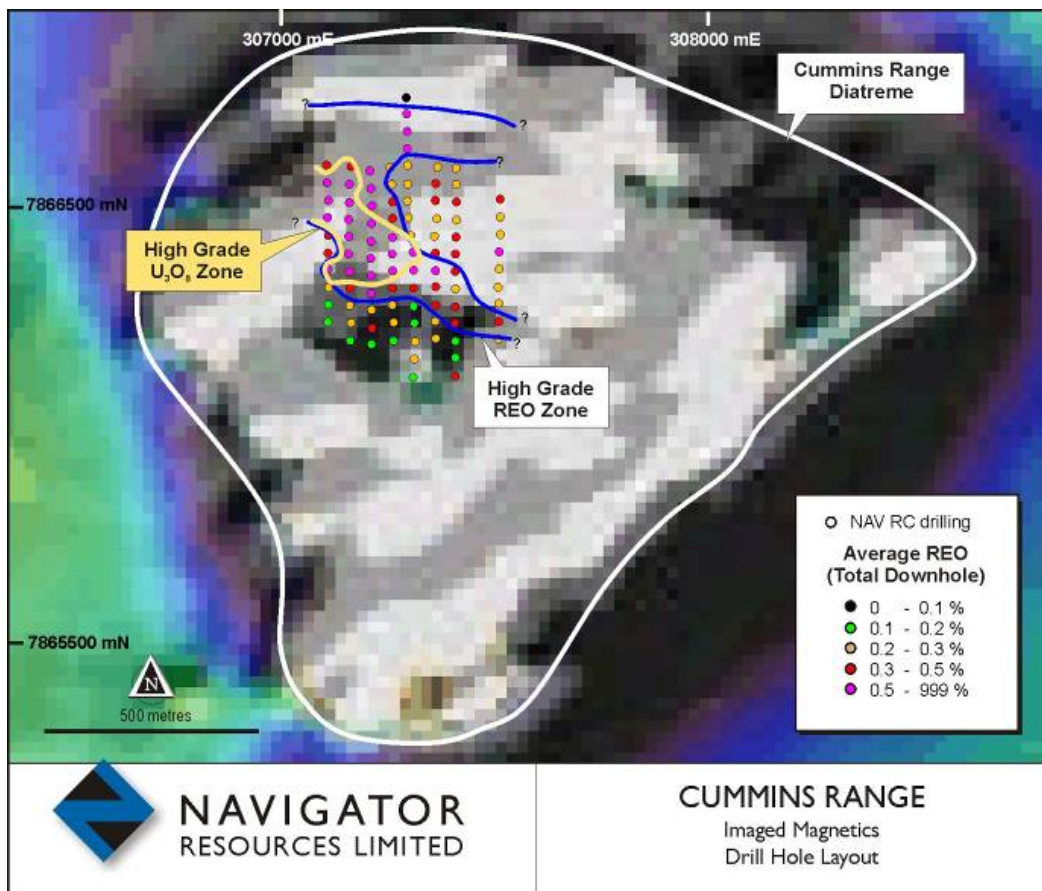 307000 mE
308000 mE
Cummins Range
Diatreme
?
?
?
7866500 mN
?
High Grade
U₃O₈ Zone
?
?
High Grade
REO Zone
NAV RC drilling
Average REO
(Total Downhole)
0 - 0.1 %
0.1 - 0.2 %
0.2 - 0.3 %
0.3 - 0.5 %
0.5 - 999 %
7865500 mN
N
500 metres
NAVIGATOR
RESOURCES LIMITED
CUMMINS RANGE
Imaged Magnetics
Drill Hole Layout